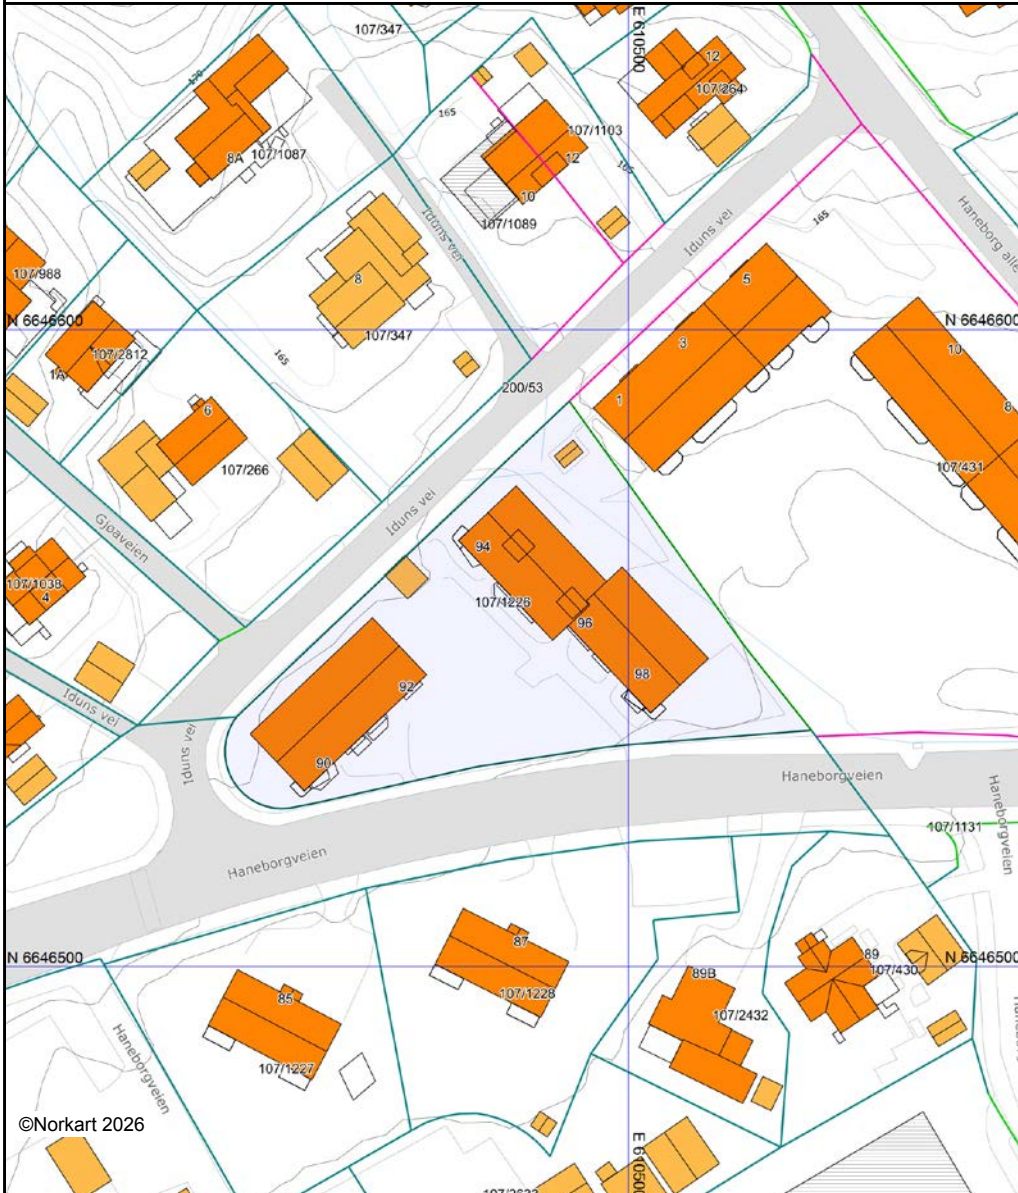 107/347
E 610500
12
107/264
120
165
107/1103
8A
107/1087
12
165
10
107/1089
Iduns vei
Iduns vei
165
Haneborg alle
107/988
8
5
N 6646600
N 6646600
107/347
3
10
107/2812
1A
165
200/53
1
8
6
107/266
107/431
Iduns vei
Gjøaveien
94
107/1038
4
107/1226
96
98
92
Iduns vei
Iduns vei
90
Haneborgveien
Haneborgveien
107/1131
Haneborgveien
87
89
N 6646500
N 6646500
89B
107/430
85
107/1228
107/2432
Haneborgveien
107/1227
©Norkart 2026
E 610500